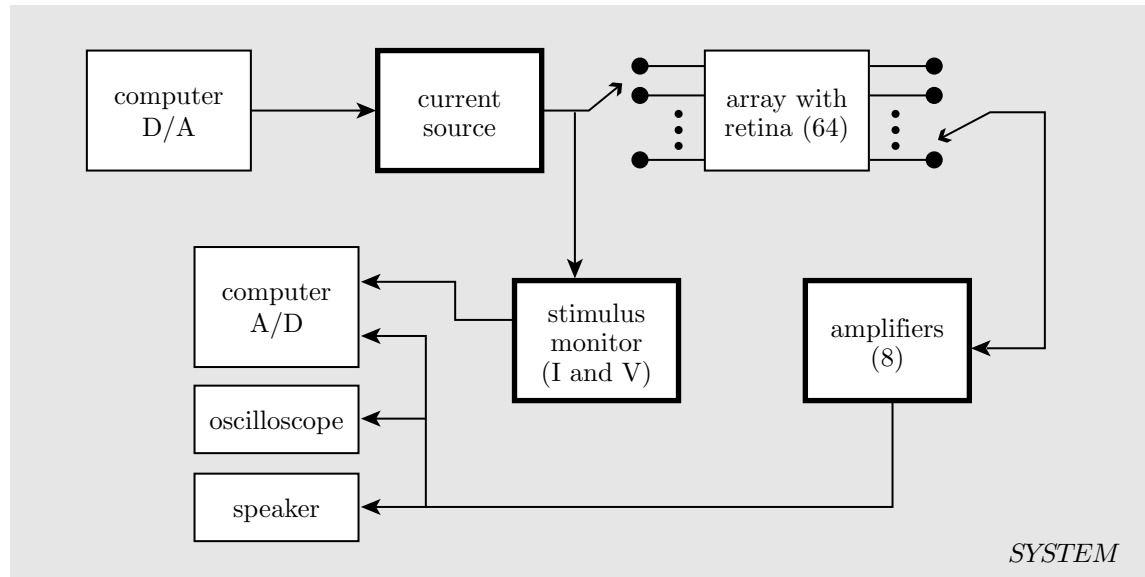 computer
D/A
current
source
array with
retina (64)
computer
A/D
stimulus
monitor
(I and V)
amplifiers
(8)
oscilloscope
speaker
SYSTEM